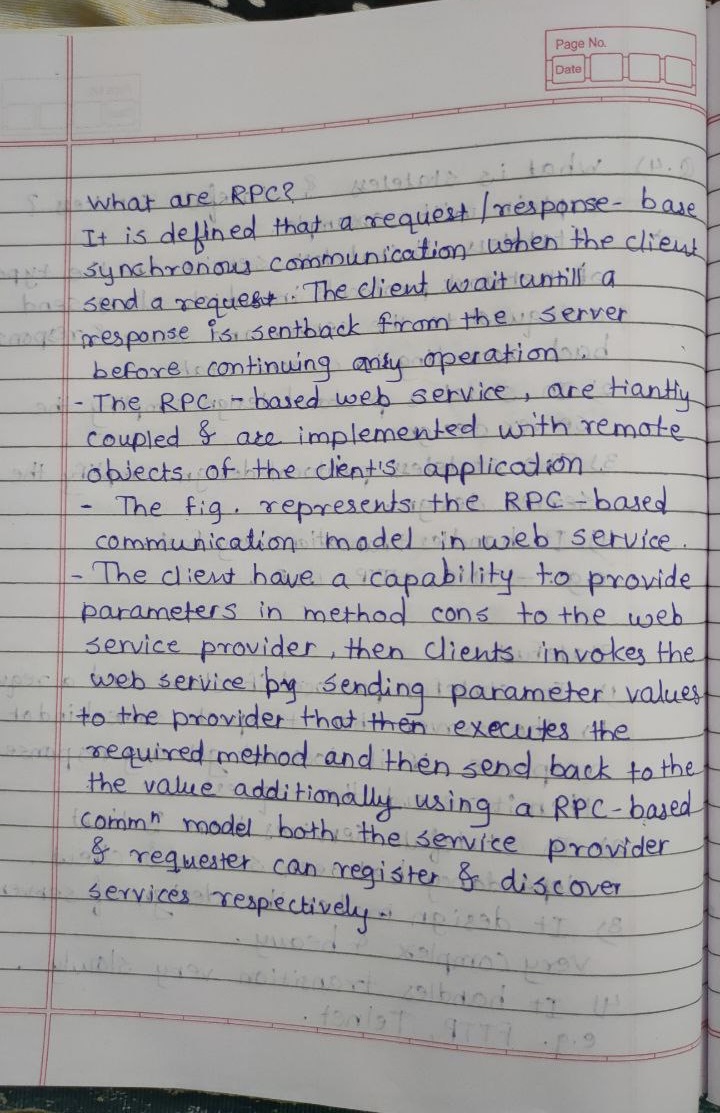 Page No.
Date
What are RPC?
It is defined that a request / response - base
synchronous communication when the client
send a request. The client wait untill a
response is sentback from the server
before continuing any operation.
- The RPC - based web service, are tiantly
coupled & are implemented with remote
objects of the client's application
- The fig. represents the RPC - based
communication model in web service.
- The client have a capability to provide
parameters in method cons to the web
service provider, then clients invokes the
web service by sending parameter values
to the provider that then executes the
required method and then send back to the
the value additionally using a RPC-based
commⁿ model both the service provider
& requester can register & discover
services respectively.